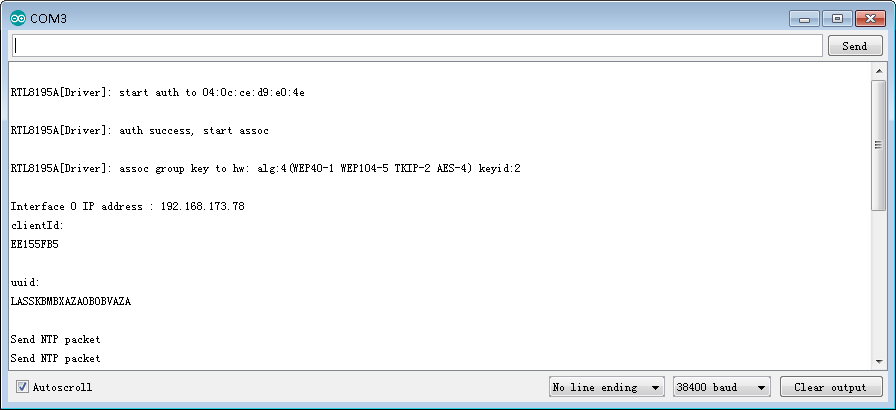 COM3
Send
RTL8195A[Driver]: start auth to 04:0c:ce:d9:e0:4e
RTL8195A[Driver]: auth success, start assoc
RTL8195A[Driver]: assoc group key to hw: alg:4(WEP40-1 WEP104-5 TKIP-2 AES-4) keyid:2
Interface 0 IP address : 192.168.173.78
clientId:
EE155FB5
uuid:
LASSKBMBXAZAOBOBVAZA
Send NTP packet
Send NTP packet
Autoscroll
No line ending
38400 baud
Clear output